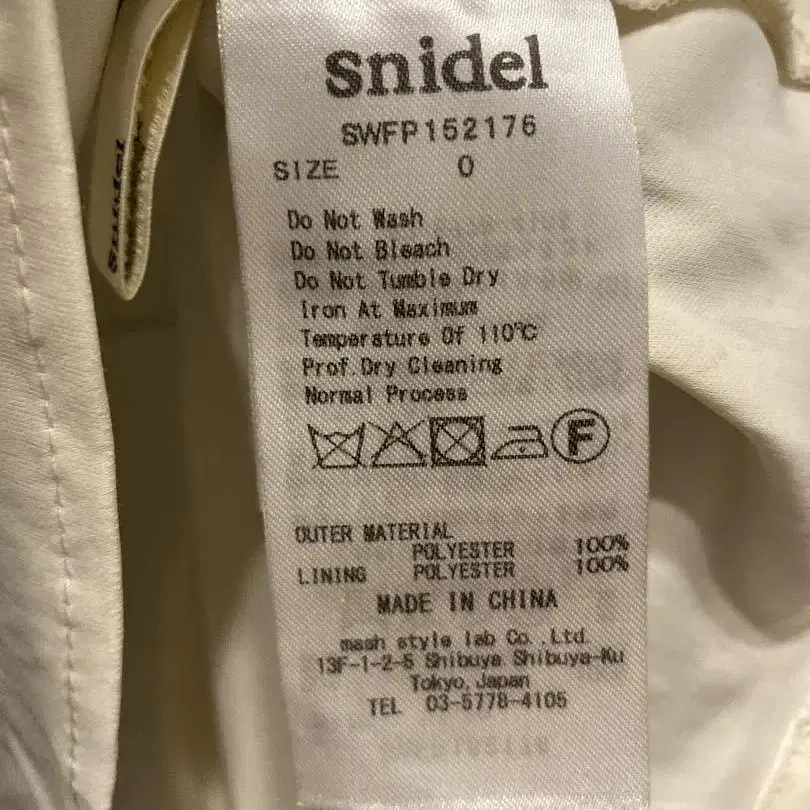 snidel
SWFP152176
SIZE 0
Do Not Wash
Do Not Bleach
Do Not Tumble Dry
Iron At Maximum
Temperature Of 110℃
Prof.Dry Cleaning
Normal Process
F
OUTER MATERIAL
POLYESTER 100%
LINING POLYESTER 100%
MADE IN CHINA
mash style lab Co.,Ltd.
13F-1-2-5 Shibuya Shibuya-Ku
Tokyo,Japan
TEL 03-5778-4105
snidel